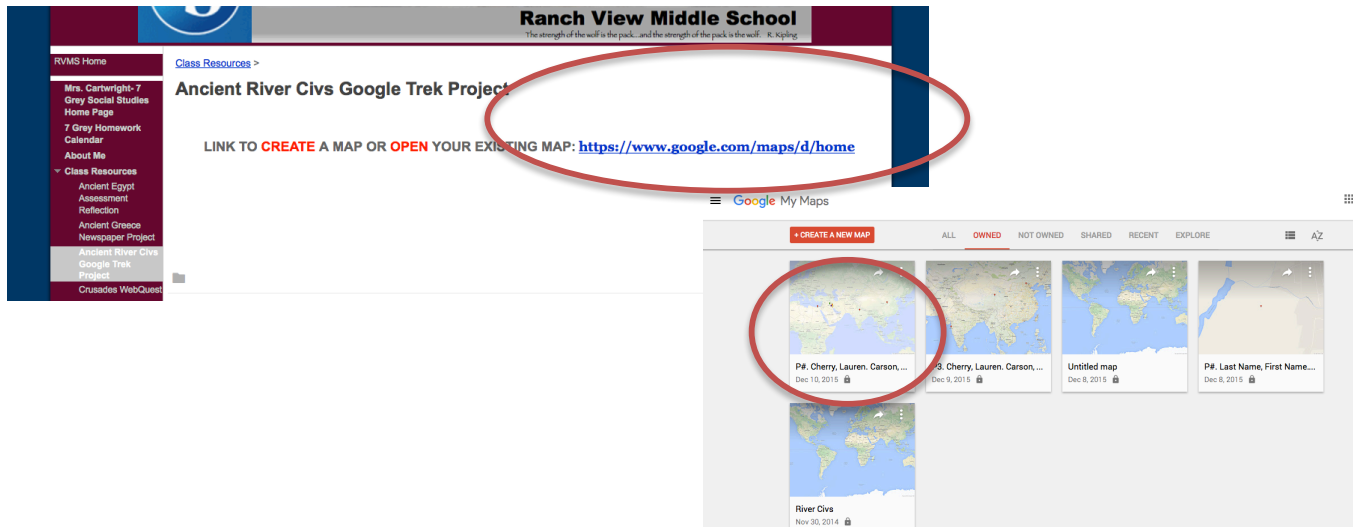 Ranch View Middle School
The strength of the wolf is the pack...and the strength of the pack is the wolf. R. Kipling
RVMS Home
Mrs. Cartwright- 7
Grey Social Studies
Home Page
7 Grey Homework
Calendar
About Me
Class Resources
Ancient Egypt
Assessment
Reflection
Ancient Greece
Newspaper Project
Ancient River Civs
Google Trek
Project
Crusades WebQuest
Class Resources >
Ancient River Civs Google Trek Project
LINK TO CREATE A MAP OR OPEN YOUR EXISTING MAP: https://www.google.com/maps/d/home
Google My Maps
+ CREATE A NEW MAP
ALL OWNED NOT OWNED SHARED RECENT EXPLORE
AZ
P#. Cherry, Lauren. Carson, ...
Dec 10, 2015
P3. Cherry, Lauren. Carson, ...
Dec 9, 2015
Untitled map
Dec 8, 2015
P#. Last Name, First Name....
Dec 8, 2015
River Civs
Nov 30, 2014